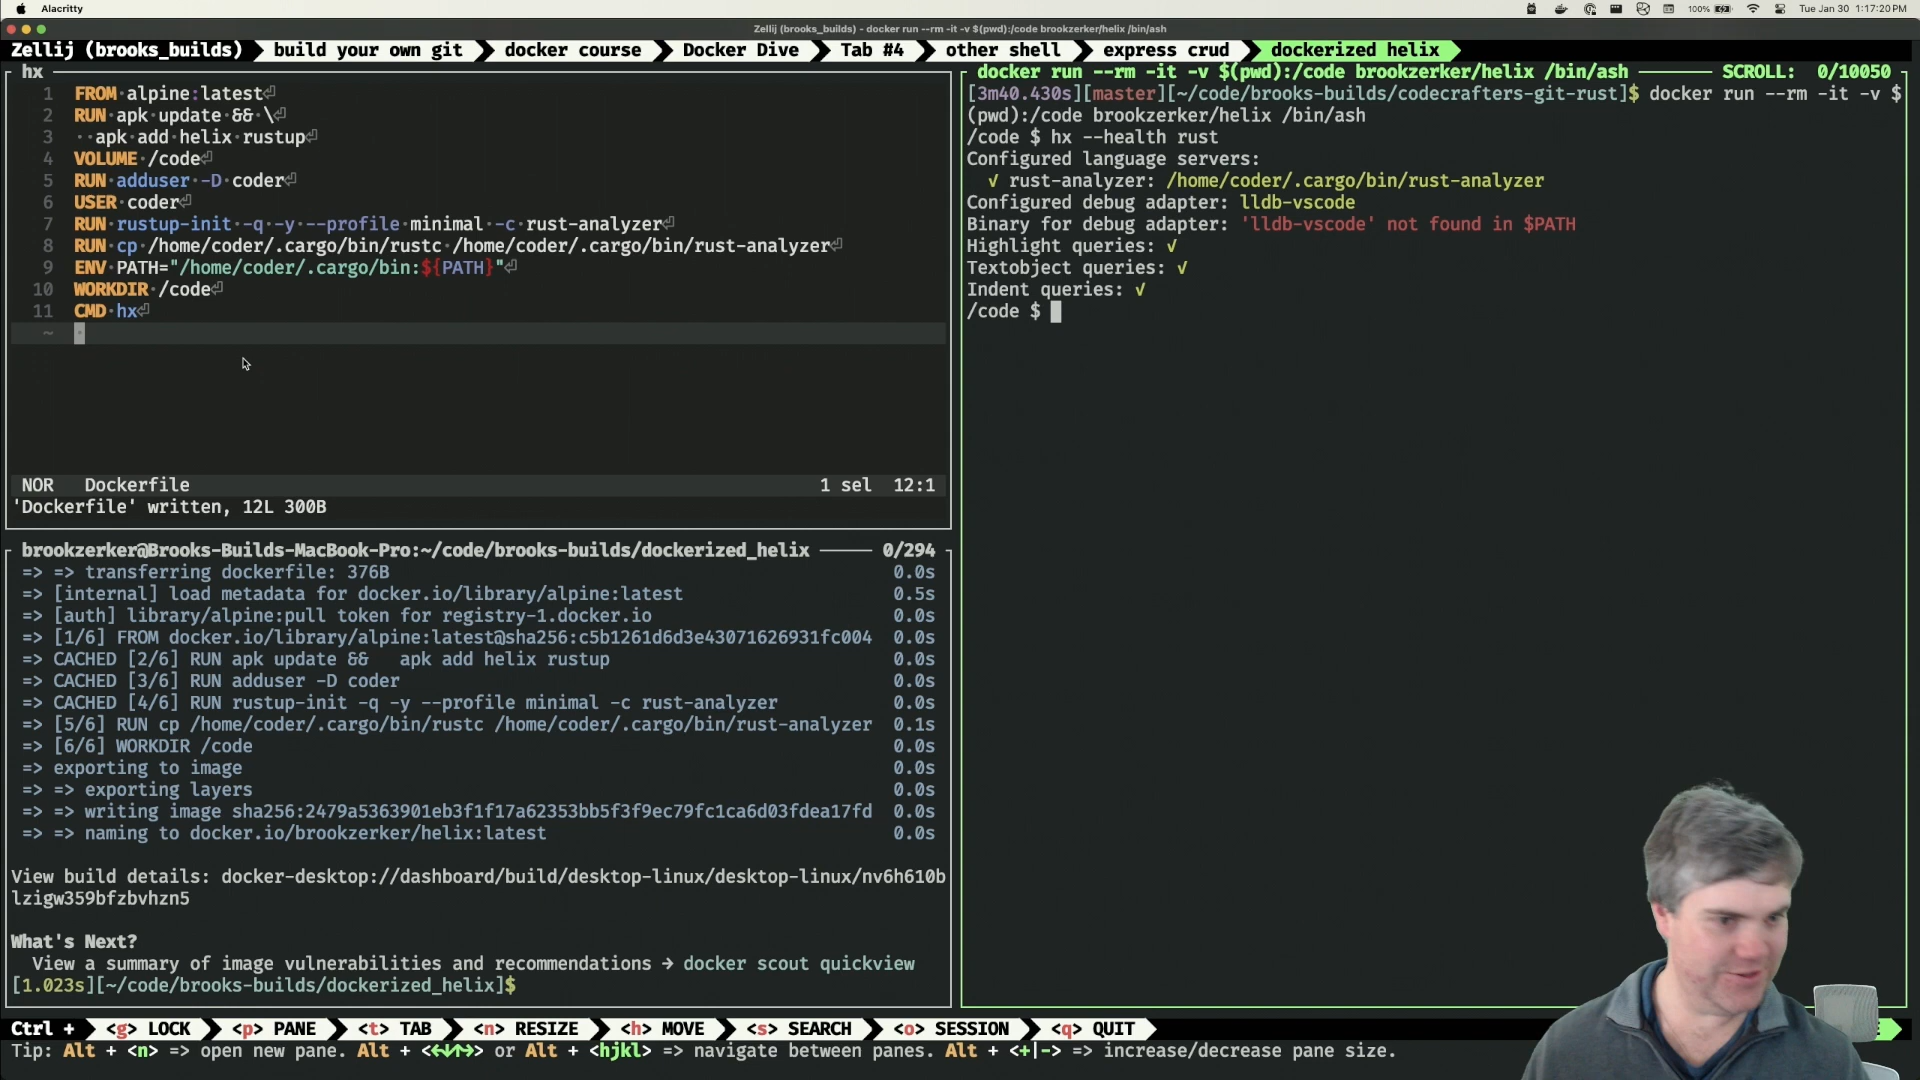 Alacritty
100%
Tue Jan 30 1:17:20 PM
Zellij (brooks_builds) - docker run --rm -it -v $(pwd):/code brookzerker/helix /bin/ash
Zellij (brooks_builds) build your own git docker course Docker Dive Tab #4 other shell express crud dockerized helix
hx
1 FROM·alpine:latest⏎
2 RUN·apk·update·&&·\⏎
3 ··apk·add·helix·rustup⏎
4 VOLUME·/code⏎
5 RUN·adduser·-D·coder⏎
6 USER·coder⏎
7 RUN·rustup-init·-q·-y·--profile·minimal·-c·rust-analyzer⏎
8 RUN·cp·/home/coder/.cargo/bin/rustc·/home/coder/.cargo/bin/rust-analyzer⏎
9 ENV·PATH="/home/coder/.cargo/bin:${PATH}"⏎
10 WORKDIR·/code⏎
11 CMD·hx⏎
~
NOR Dockerfile 1 sel 12:1
'Dockerfile' written, 12L 300B
brookzerker@Brooks-Builds-MacBook-Pro:~/code/brooks-builds/dockerized_helix 0/294
=> => transferring dockerfile: 376B 0.0s
=> [internal] load metadata for docker.io/library/alpine:latest 0.5s
=> [auth] library/alpine:pull token for registry-1.docker.io 0.0s
=> [1/6] FROM docker.io/library/alpine:latest@sha256:c5b1261d6d3e43071626931fc004 0.0s
=> CACHED [2/6] RUN apk update && apk add helix rustup 0.0s
=> CACHED [3/6] RUN adduser -D coder 0.0s
=> CACHED [4/6] RUN rustup-init -q -y --profile minimal -c rust-analyzer 0.0s
=> [5/6] RUN cp /home/coder/.cargo/bin/rustc /home/coder/.cargo/bin/rust-analyzer 0.1s
=> [6/6] WORKDIR /code 0.0s
=> exporting to image 0.0s
=> => exporting layers 0.0s
=> => writing image sha256:2479a5363901eb3f1f17a62353bb5f3f9ec79fc1ca6d03fdea17fd 0.0s
=> => naming to docker.io/brookzerker/helix:latest 0.0s
View build details: docker-desktop://dashboard/build/desktop-linux/desktop-linux/nv6h610b
lzigw359bfzbvhzn5
What's Next?
View a summary of image vulnerabilities and recommendations → docker scout quickview
[1.023s][~/code/brooks-builds/dockerized_helix]$
docker run --rm -it -v $(pwd):/code brookzerker/helix /bin/ash SCROLL: 0/10050
[3m40.430s][master][~/code/brooks-builds/codecrafters-git-rust]$ docker run --rm -it -v $
(pwd):/code brookzerker/helix /bin/ash
/code $ hx --health rust
Configured language servers:
✓ rust-analyzer: /home/coder/.cargo/bin/rust-analyzer
Configured debug adapter: lldb-vscode
Binary for debug adapter: 'lldb-vscode' not found in $PATH
Highlight queries: ✓
Textobject queries: ✓
Indent queries: ✓
/code $
Ctrl + <g> LOCK <p> PANE <t> TAB <n> RESIZE <h> MOVE <s> SEARCH <o> SESSION <q> QUIT
Tip: Alt + <n> => open new pane. Alt + <←↓↑→> or Alt + <hjkl> => navigate between panes. Alt + <+|-> => increase/decrease pane size.